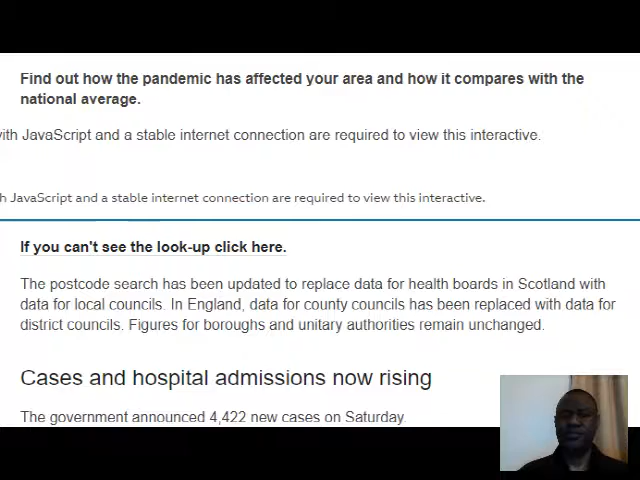 Find out how the pandemic has affected your area and how it compares with the
national average.
with JavaScript and a stable internet connection are required to view this interactive.
h JavaScript and a stable internet connection are required to view this interactive.
If you can't see the look-up click here.
The postcode search has been updated to replace data for health boards in Scotland with
data for local councils. In England, data for county councils has been replaced with data for
district councils. Figures for boroughs and unitary authorities remain unchanged.
Cases and hospital admissions now rising
The government announced 4,422 new cases on Saturday